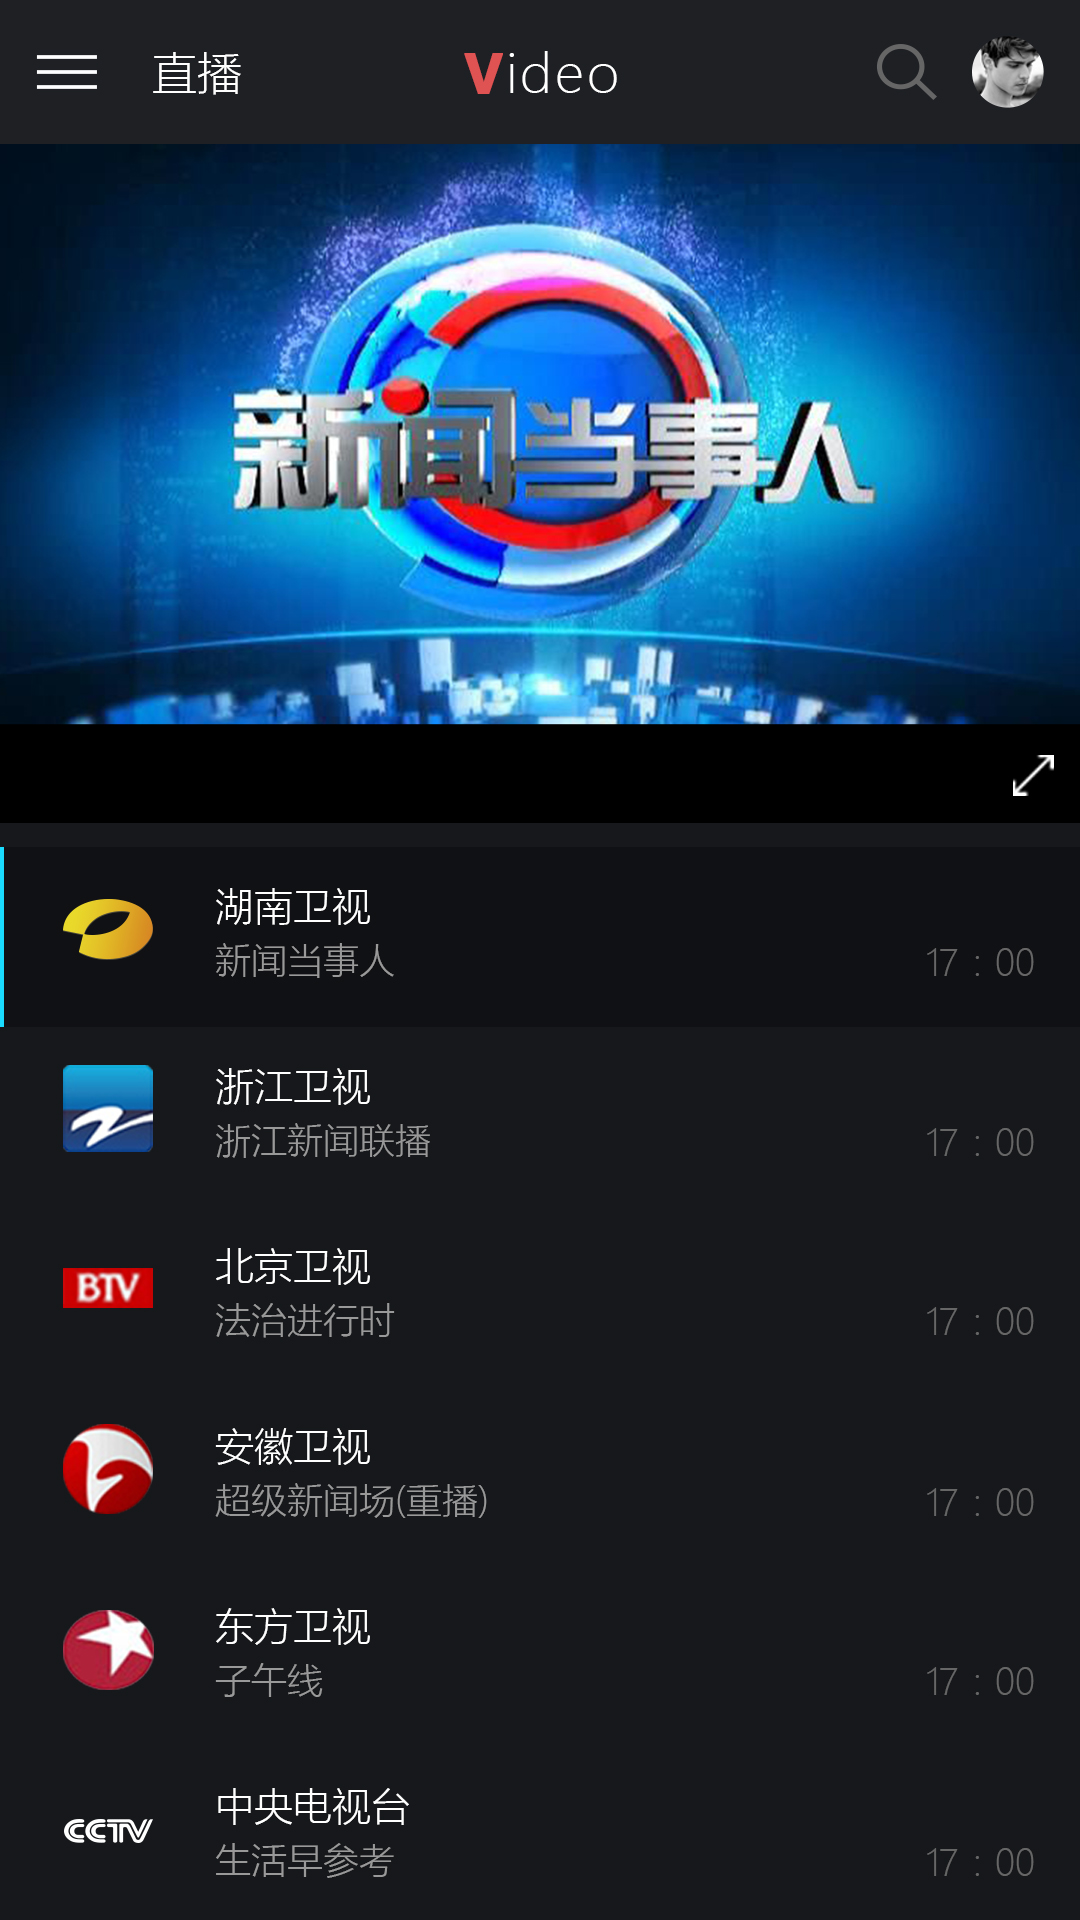 直播
Video
新闻当事人
湖南卫视
新闻当事人
17 : 00
浙江卫视
浙江新闻联播
17 : 00
BTV
北京卫视
法治进行时
17 : 00
安徽卫视
超级新闻场(重播)
17 : 00
东方卫视
子午线
17 : 00
CCTV
中央电视台
生活早参考
17 : 00